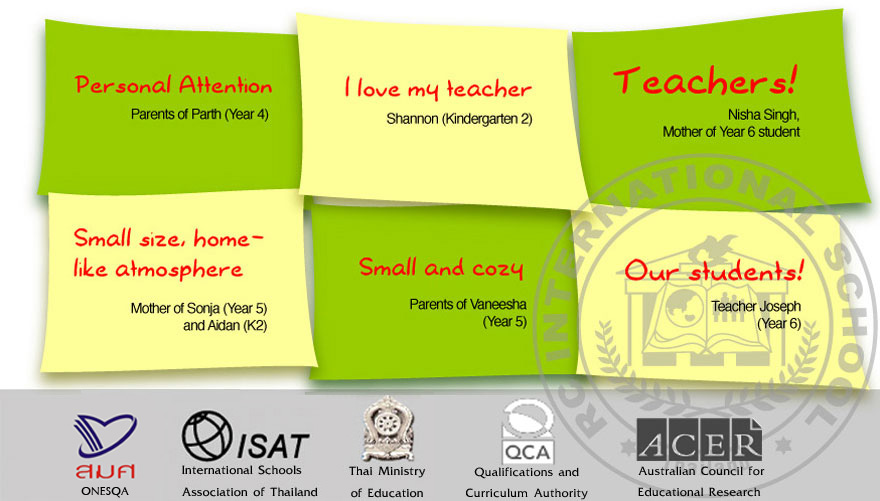 Personal Attention
Parents of Parth (Year 4)
I love my teacher
Shannon (Kindergarten 2)
Teachers!
Nisha Singh,
Mother of Year 6 student
Small size, home-
like atmosphere
Mother of Sonja (Year 5)
and Aidan (K2)
Small and cozy
Parents of Vaneesha
(Year 5)
Our students!
Teacher Joseph
(Year 6)
RC INTERNATIONAL SCHOOL
สมศ
ONESQA
ISAT
International Schools
Association of Thailand
Thai Ministry
of Education
QCA
Qualifications and
Curriculum Authority
ACER
Australian Council for
Educational Research